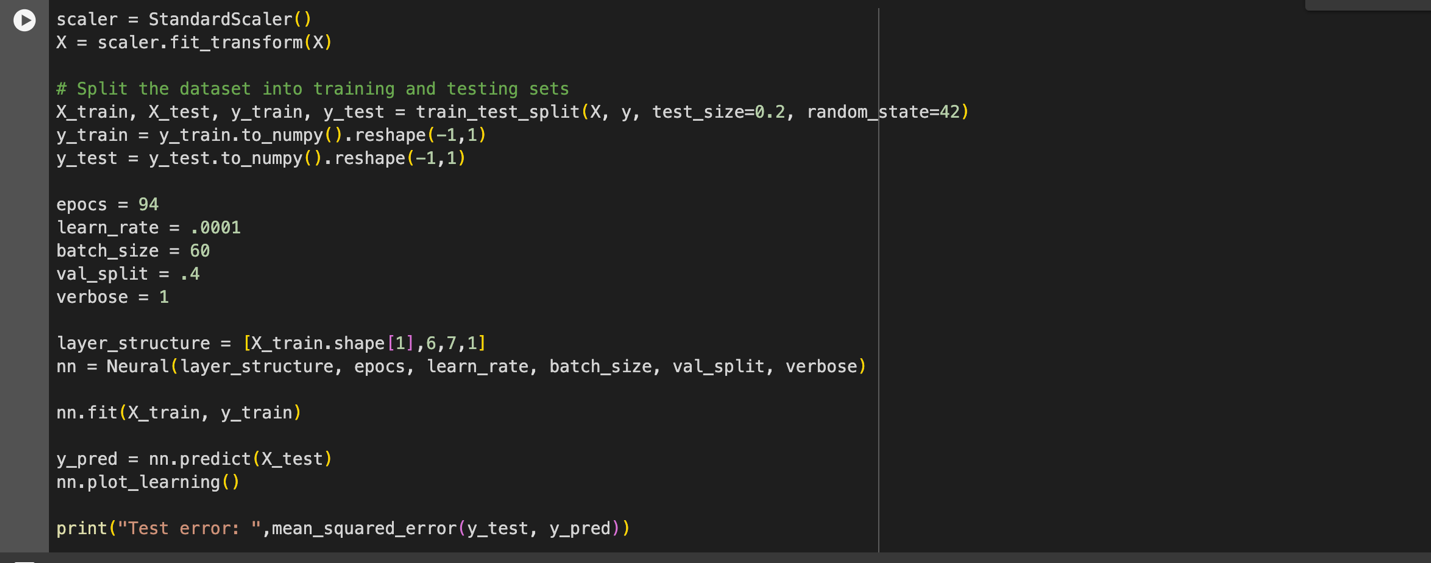 scaler = StandardScaler()
X = scaler.fit_transform(X)
# Split the dataset into training and testing sets
X_train, X_test, y_train, y_test = train_test_split(X, y, test_size=0.2, random_state=42)
y_train = y_train.to_numpy().reshape(-1,1)
y_test = y_test.to_numpy().reshape(-1,1)
epocs = 94
learn_rate = .0001
batch_size = 60
val_split = .4
verbose = 1
layer_structure = [X_train.shape[1],6,7,1]
nn = Neural(layer_structure, epocs, learn_rate, batch_size, val_split, verbose)
nn.fit(X_train, y_train)
y_pred = nn.predict(X_test)
nn.plot_learning()
print("Test error: ",mean_squared_error(y_test, y_pred))